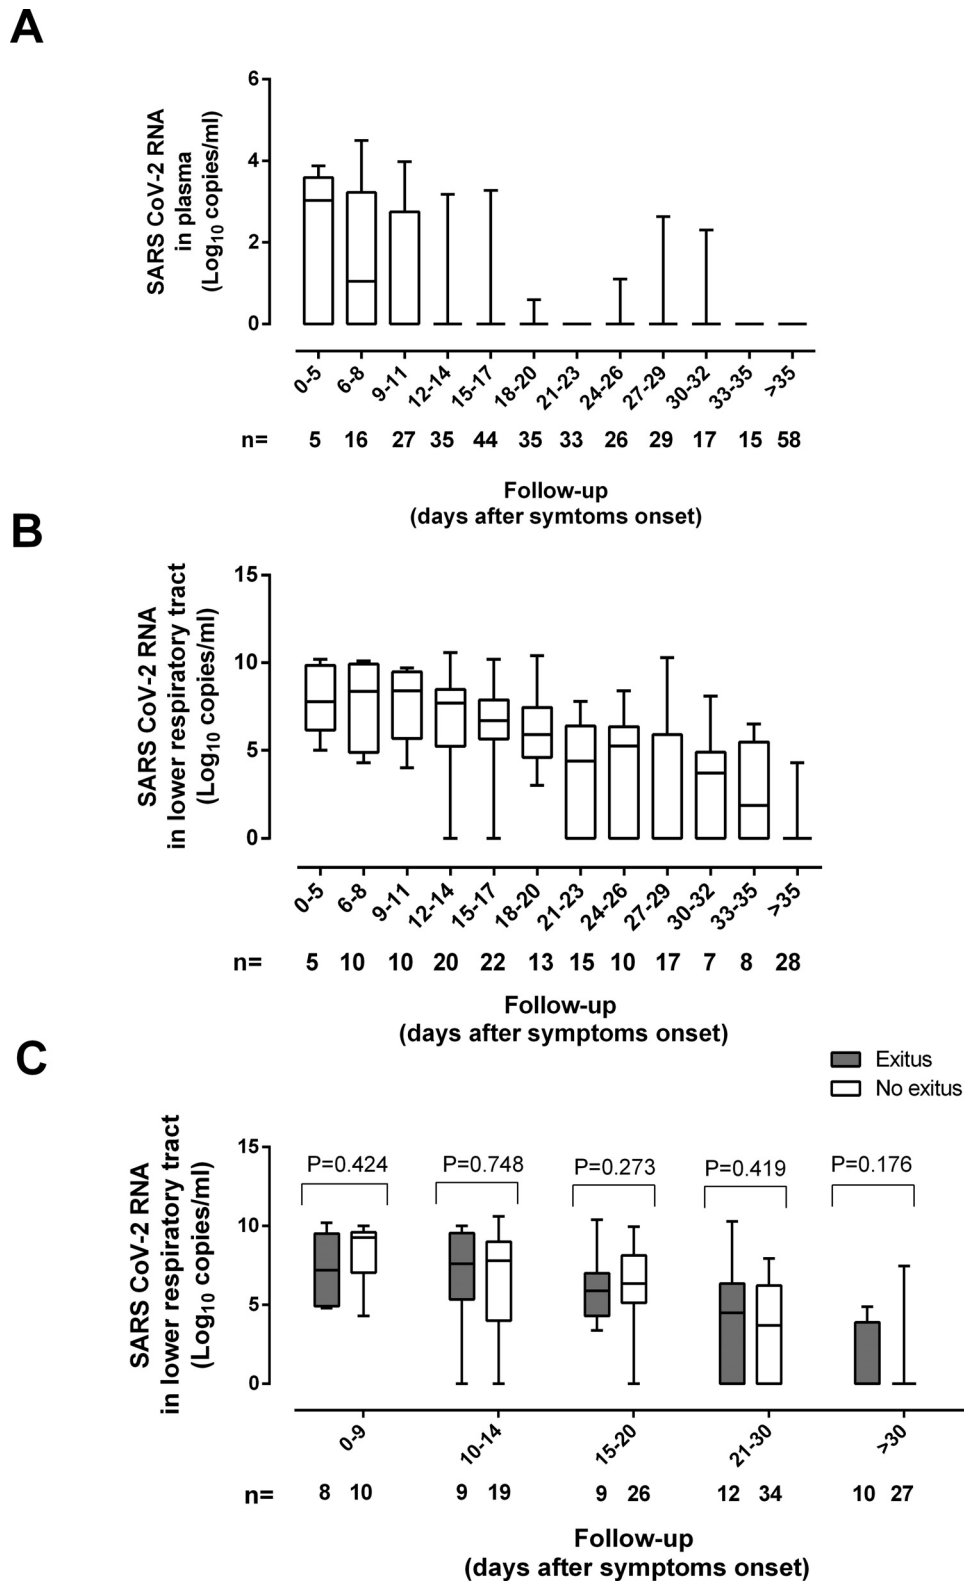 A
SARS CoV-2 RNA
in plasma
(Log10 copies/ml)
6
4
2
0
0-5 6-8 9-11 12-14 15-17 18-20 21-23 24-26 27-29 30-32 33-35 >35
n= 5 16 27 35 44 35 33 26 29 17 15 58
Follow-up
(days after symtoms onset)
B
SARS CoV-2 RNA
in lower respiratory tract
(Log10 copies/ml)
15
10
5
0
0-5 6-8 9-11 12-14 15-17 18-20 21-23 24-26 27-29 30-32 33-35 >35
n= 5 10 10 20 22 13 15 10 17 7 8 28
Follow-up
(days after symptoms onset)
C
Exitus
No exitus
SARS CoV-2 RNA
in lower respiratory tract
(Log10 copies/ml)
15
10
5
0
P=0.424 P=0.748 P=0.273 P=0.419 P=0.176
0-9 10-14 15-20 21-30 >30
n= 8 10 9 19 9 26 12 34 10 27
Follow-up
(days after symptoms onset)